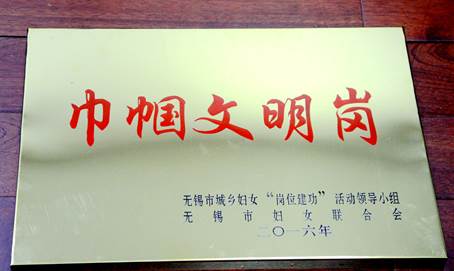 巾帼文明岗
无锡市城乡妇女“岗位建功”活动领导小组
无锡市妇女联合会
二〇一六年